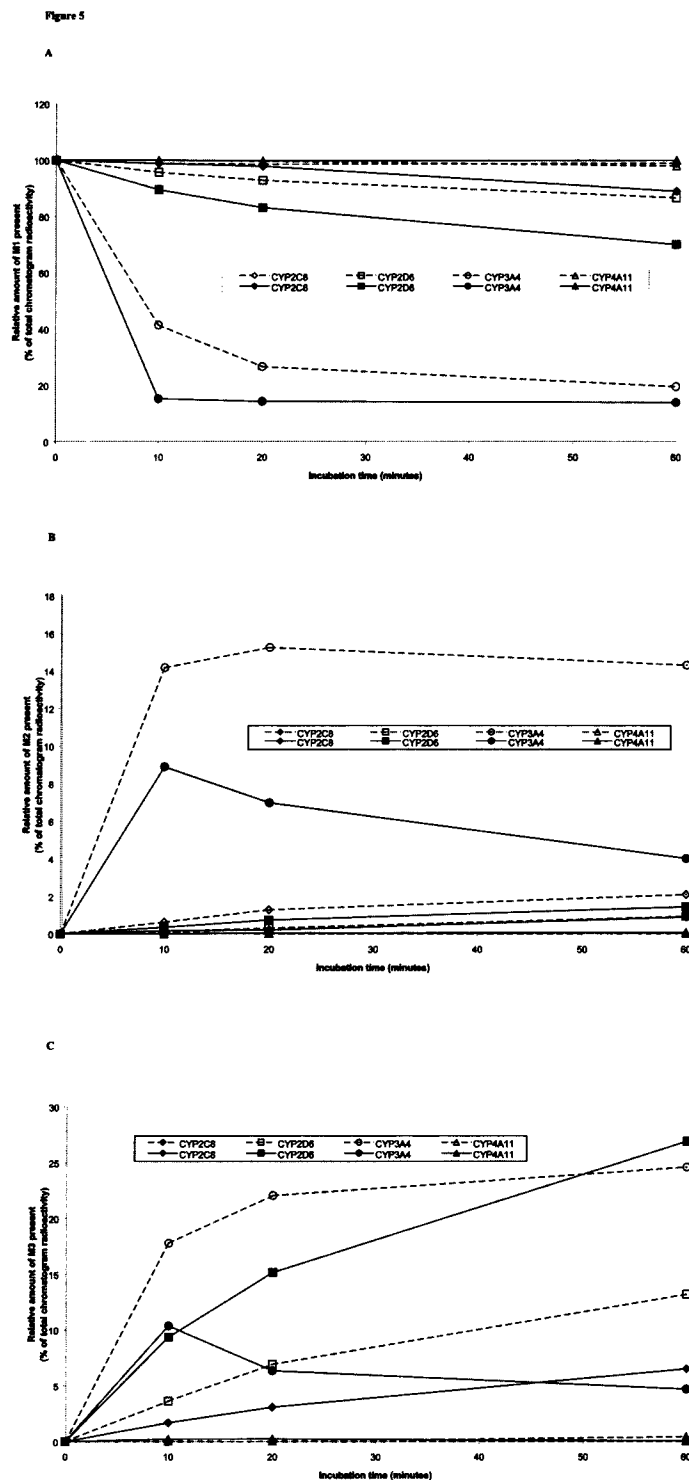 Figure 5
A
Relative amount of M1 present
(% of total chromatogram radioactivity)
120
100
80
60
40
20
0
CYP2C8 CYP2D6 CYP3A4 CYP4A11
CYP2C8 CYP2D6 CYP3A4 CYP4A11
0 10 20 30 40 50 60
Incubation time (minutes)
B
Relative amount of M2 present
(% of total chromatogram radioactivity)
18
16
14
12
10
8
6
4
2
0
CYP2C8 CYP2D6 CYP3A4 CYP4A11
CYP2C8 CYP2D6 CYP3A4 CYP4A11
0 10 20 30 40 50 60
Incubation time (minutes)
C
Relative amount of M3 present
(% of total chromatogram radioactivity)
30
25
20
15
10
5
0
CYP2C8 CYP2D6 CYP3A4 CYP4A11
CYP2C8 CYP2D6 CYP3A4 CYP4A11
0 10 20 30 40 50 60
Incubation time (minutes)